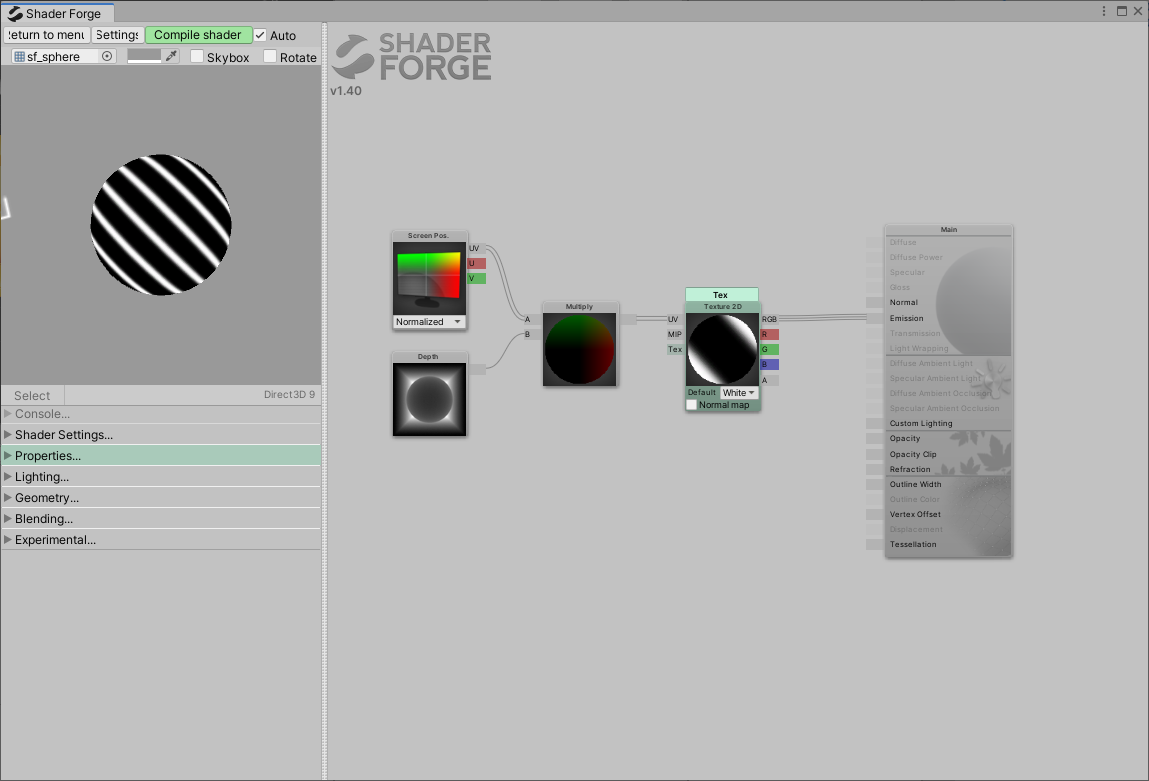 Shader Forge
Return to menu Settings Compile shader Auto
sf_sphere Skybox Rotate
SHADER
FORGE
v1.40
Select Direct3D 9
Console...
Shader Settings...
Properties...
Lighting...
Geometry...
Blending...
Experimental...
Screen Pos.
UV
U
V
Normalized
Depth
Multiply
A
B
Tex
Texture 2D
UV RGB
MIP R
Tex G
B
A
Default White
Normal map
Main
Diffuse
Diffuse Power
Specular
Gloss
Normal
Emission
Transmission
Light Wrapping
Diffuse Ambient Light
Specular Ambient Light
Diffuse Ambient Occlusion
Specular Ambient Occlusion
Custom Lighting
Opacity
Opacity Clip
Refraction
Outline Width
Outline Color
Vertex Offset
Displacement
Tessellation